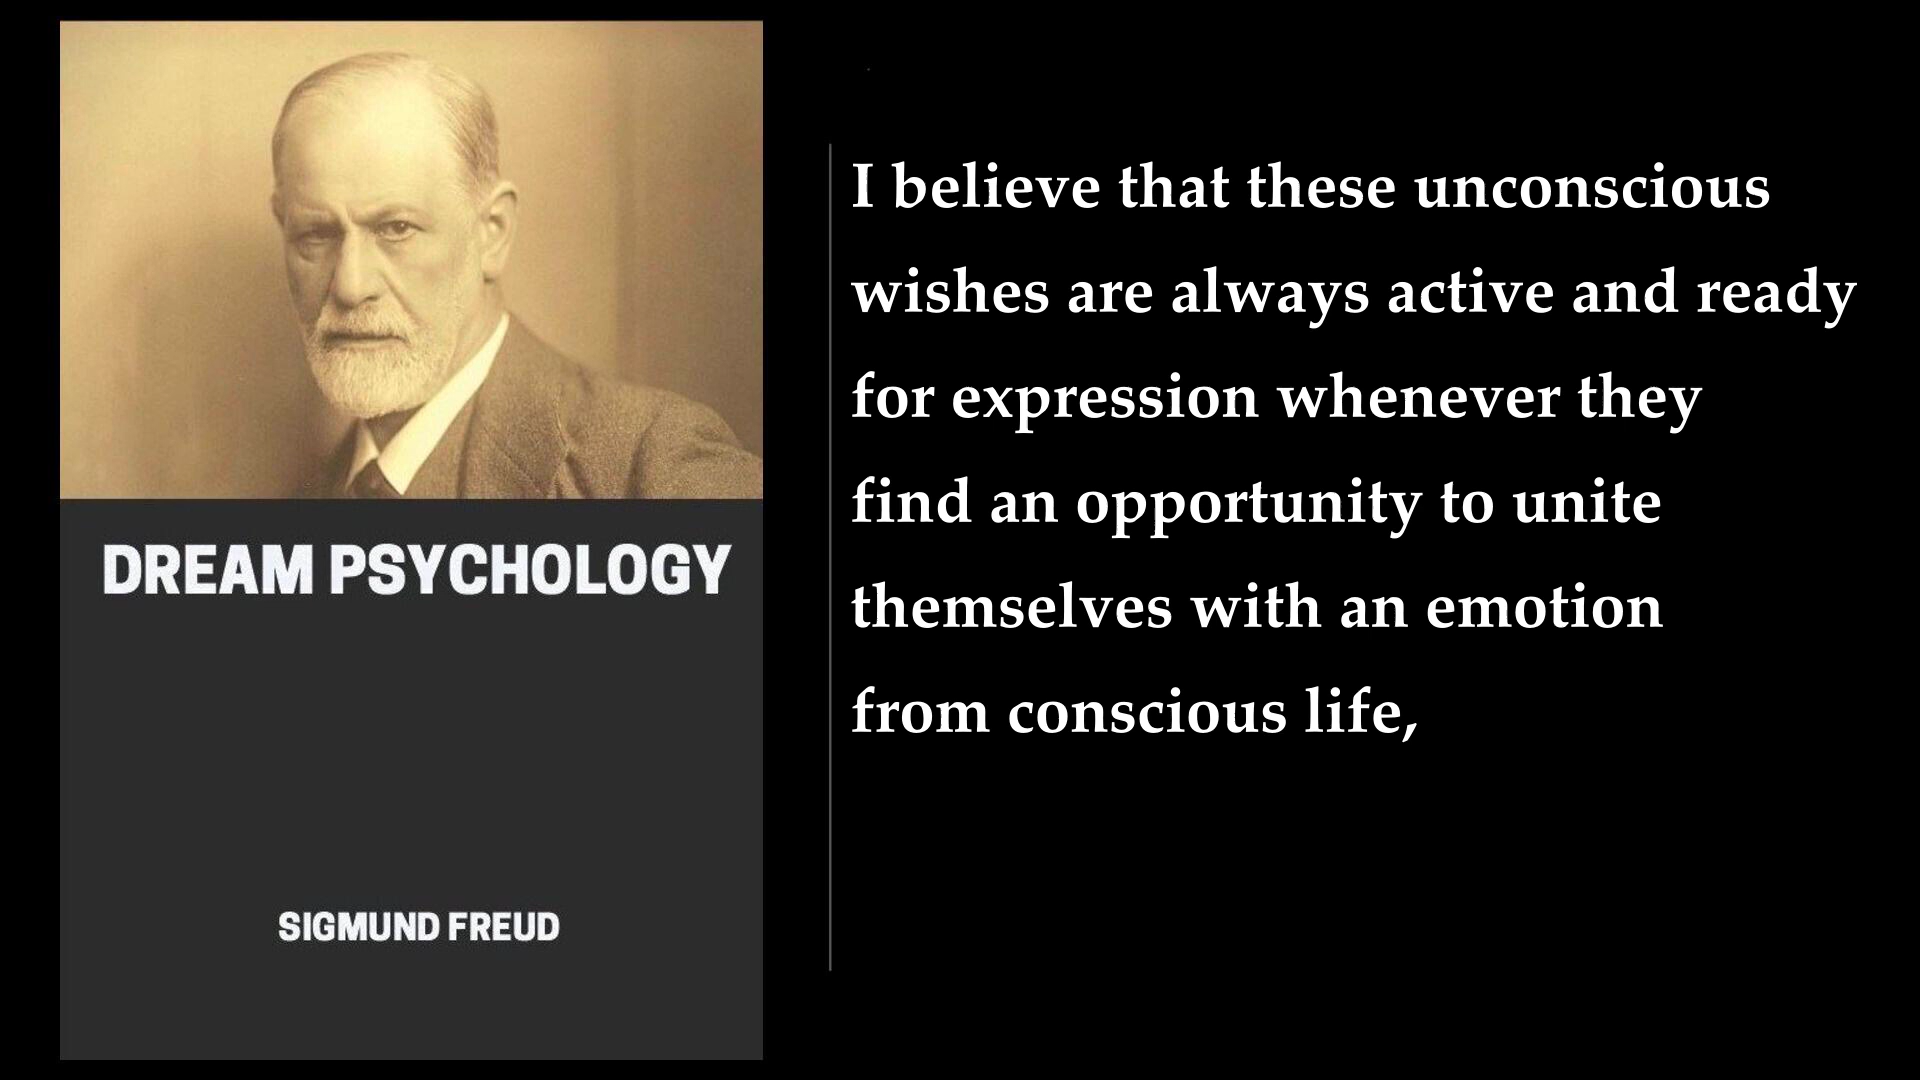 DREAM PSYCHOLOGY
SIGMUND FREUD
I believe that these unconscious
wishes are always active and ready
for expression whenever they
find an opportunity to unite
themselves with an emotion
from conscious life,